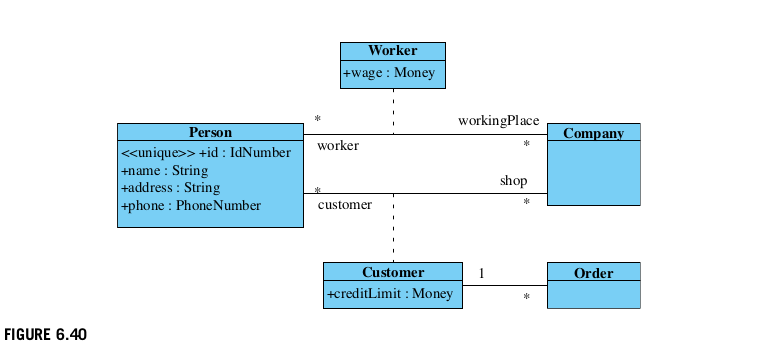 Worker
+wage : Money
* workingPlace
Person Company
<<unique>> +id : IdNumber
worker *
+name : String
+address : String
* shop
+phone : PhoneNumber
customer *
Customer 1 Order
+creditLimit : Money *
FIGURE 6.40